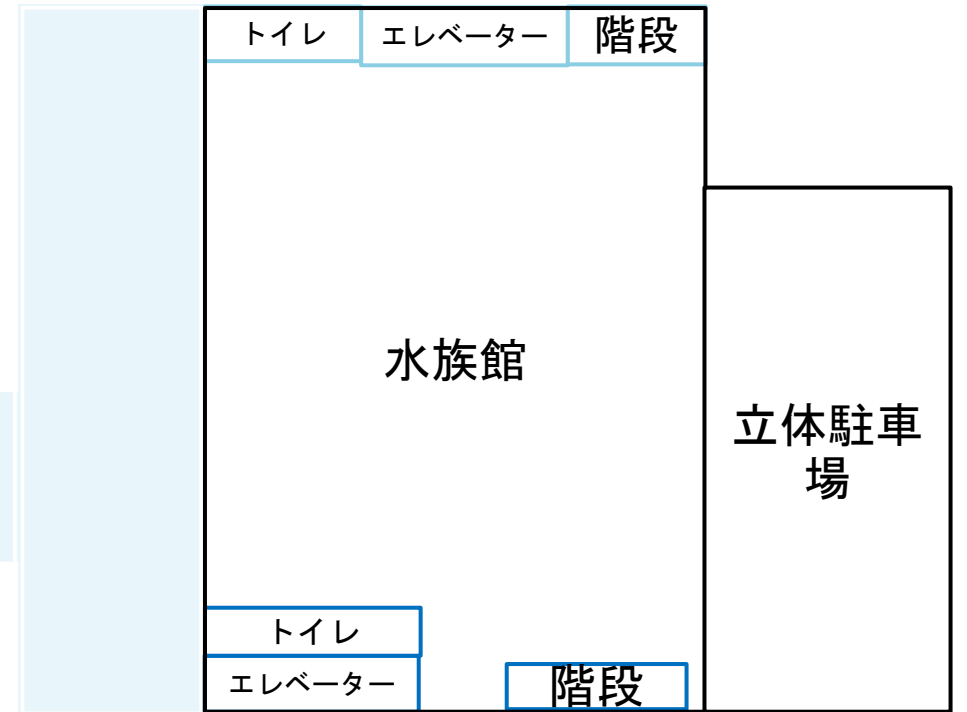 トイレ
エレベーター
階段
水族館
立体駐車
場
トイレ
エレベーター
階段